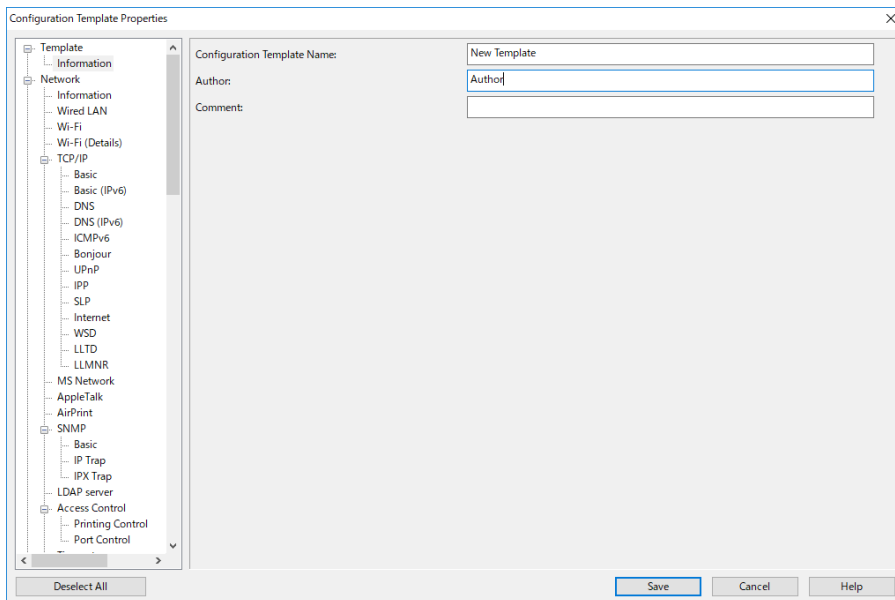 Configuration Template Properties
Template
Information
Network
Information
Wired LAN
Wi-Fi
Wi-Fi (Details)
TCP/IP
Basic
Basic (IPv6)
DNS
DNS (IPv6)
ICMPv6
Bonjour
UPnP
IPP
SLP
Internet
WSD
LLTD
LLMNR
MS Network
AppleTalk
AirPrint
SNMP
Basic
IP Trap
IPX Trap
LDAP server
Access Control
Printing Control
Port Control
Configuration Template Name: New Template
Author: Author
Comment:
Deselect All Save Cancel Help